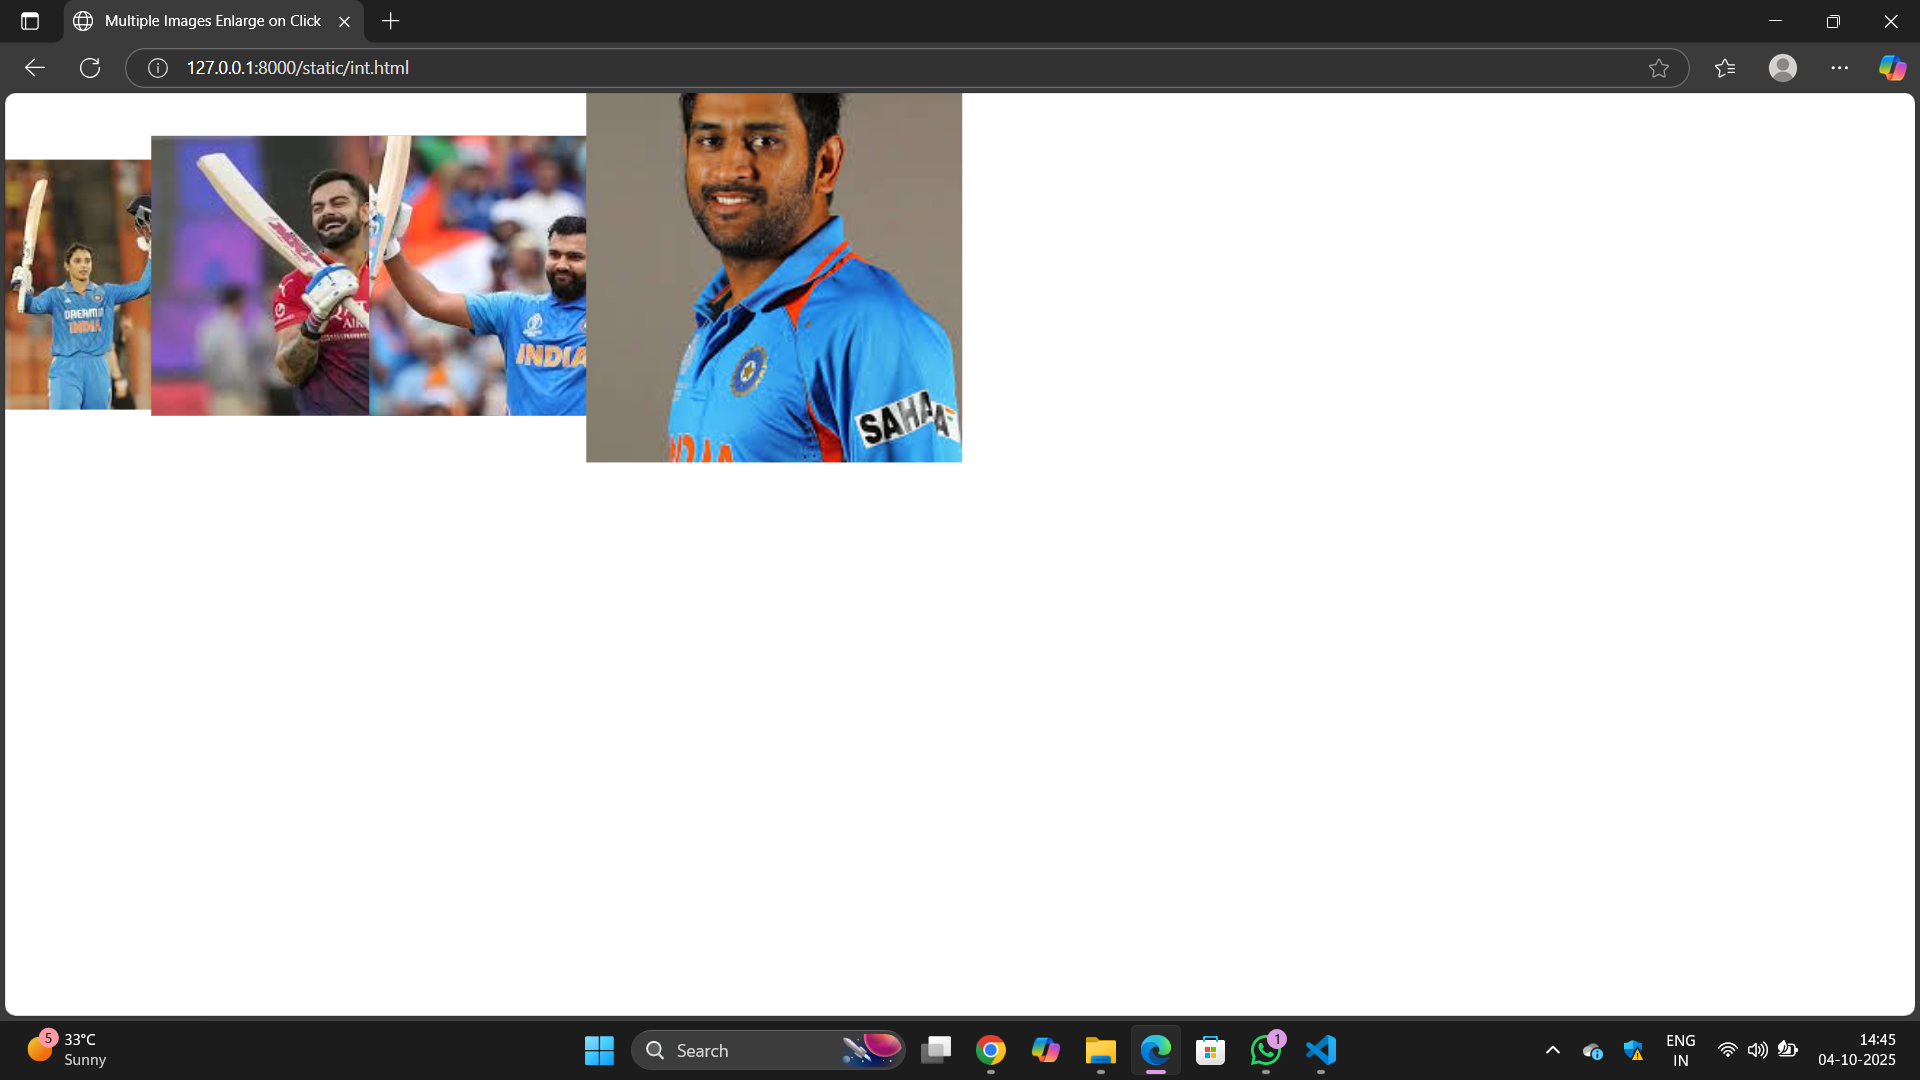 Multiple Images Enlarge on Click
127.0.0.1:8000/static/int.html
DREAM11
INDIA
INDIA
SAHARA
5
33°C
Sunny
Search
1
ENG
IN
14:45
04-10-2025